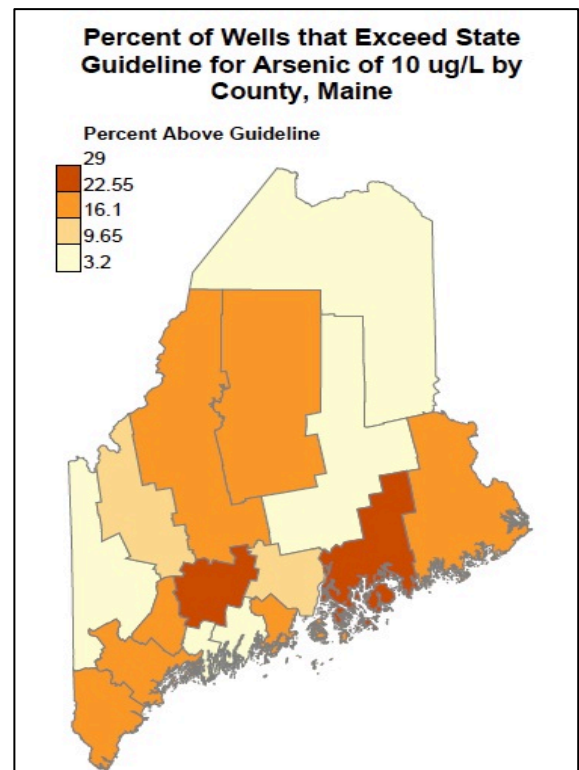 Percent of Wells that Exceed State
Guideline for Arsenic of 10 ug/L by
County, Maine
Percent Above Guideline
29
22.55
16.1
9.65
3.2